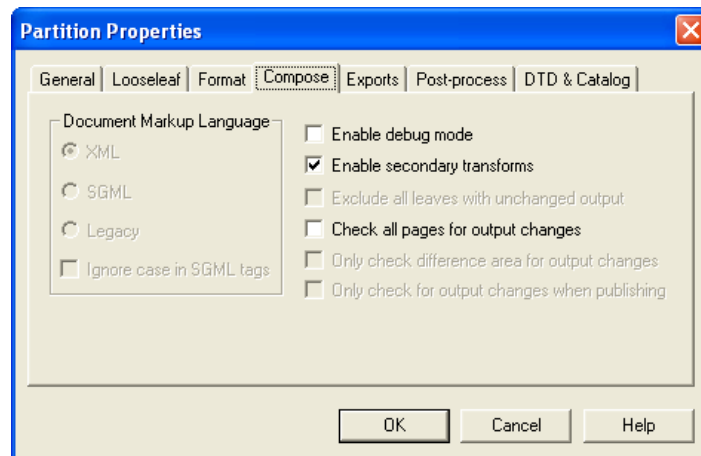 Partition Properties
General Looseleaf Format Compose Exports Post-process DTD & Catalog
Document Markup Language
XML
SGML
Legacy
Ignore case in SGML tags
Enable debug mode
Enable secondary transforms
Exclude all leaves with unchanged output
Check all pages for output changes
Only check difference area for output changes
Only check for output changes when publishing
OK Cancel Help